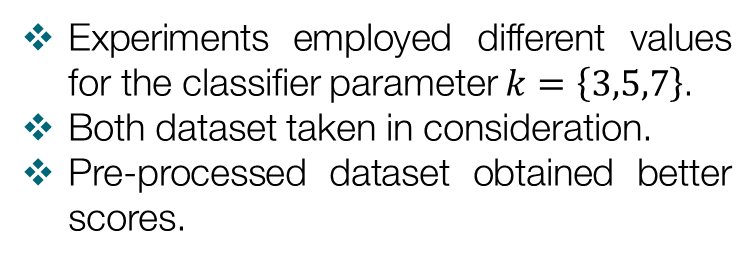 ❖ Experiments employed different values
for the classifier parameter k = {3,5,7}.
❖ Both dataset taken in consideration.
❖ Pre-processed dataset obtained better
scores.